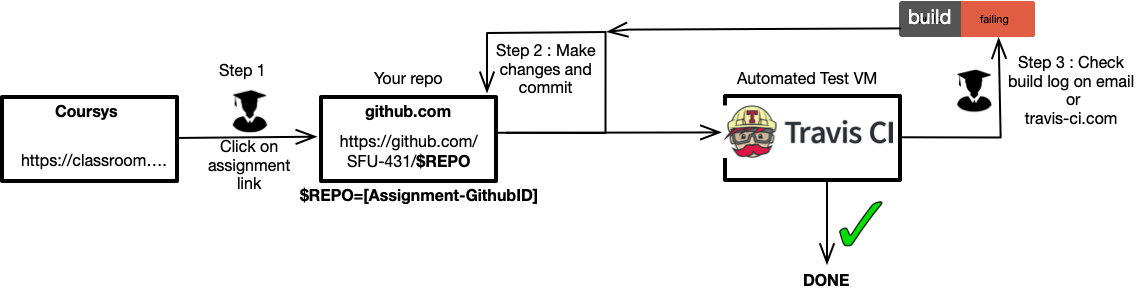 Coursys
https://classroom….
Step 1
Click on
assignment
link
Your repo
github.com
https://github.com/
SFU-431/$REPO
$REPO=[Assignment-GithubID]
Step 2 : Make
changes and
commit
Automated Test VM
T
Travis CI
build failing
Step 3 : Check
build log on email
or
travis-ci.com
DONE